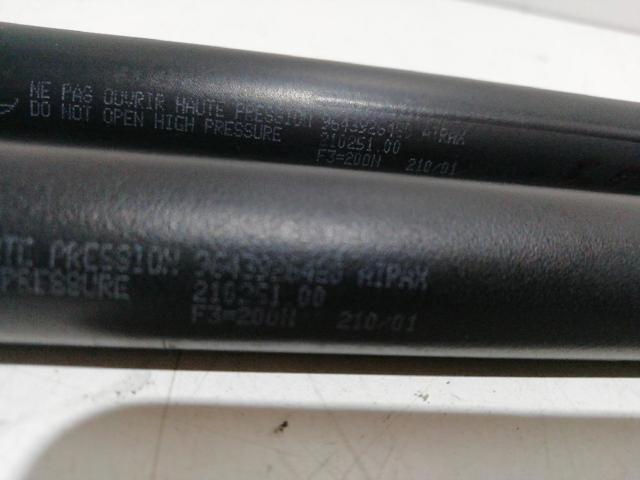 NE PAS OUVRIR HAUTE PRESSION AIRAX
DO NOT OPEN HIGH PRESSURE 210251.00
F3=200N 210/01
PRESSION AIRAX
PRESSURE 210251.00
F3=200N 210/01